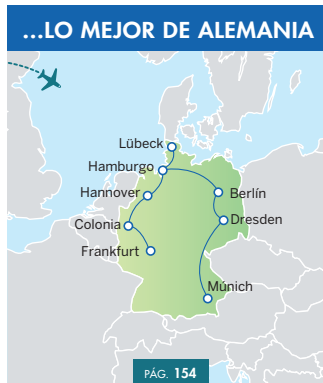 ...LO MEJOR DE ALEMANIA
Lübeck
Hamburgo
Hannover
Berlín
Colonia
Dresden
Frankfurt
Múnich
PÁG. 154